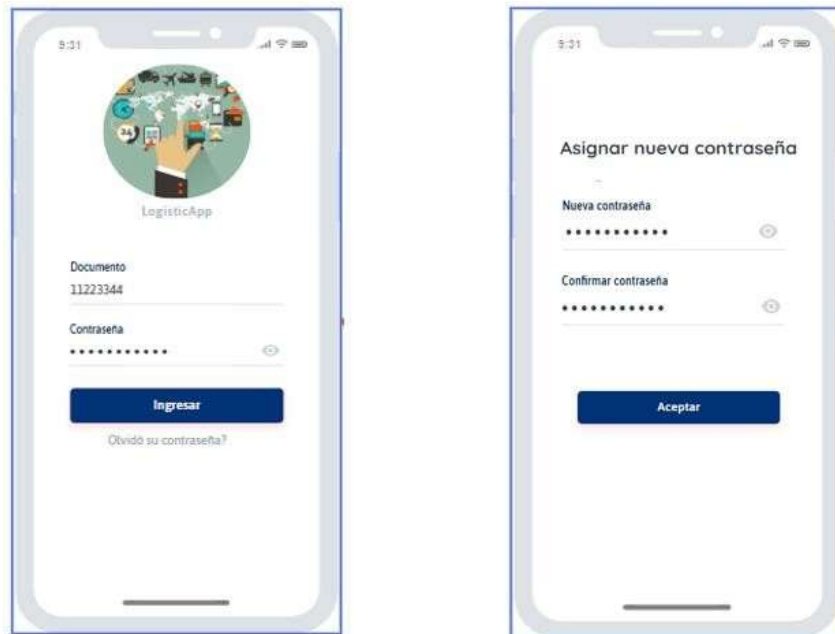 9:31
LogisticApp
Documento
11223344
Contraseña
•••••••••••
Ingresar
Olvidó su contraseña?
9:31
Asignar nueva contraseña
Nueva contraseña
•••••••••••
Confirmar contraseña
•••••••••••
Aceptar